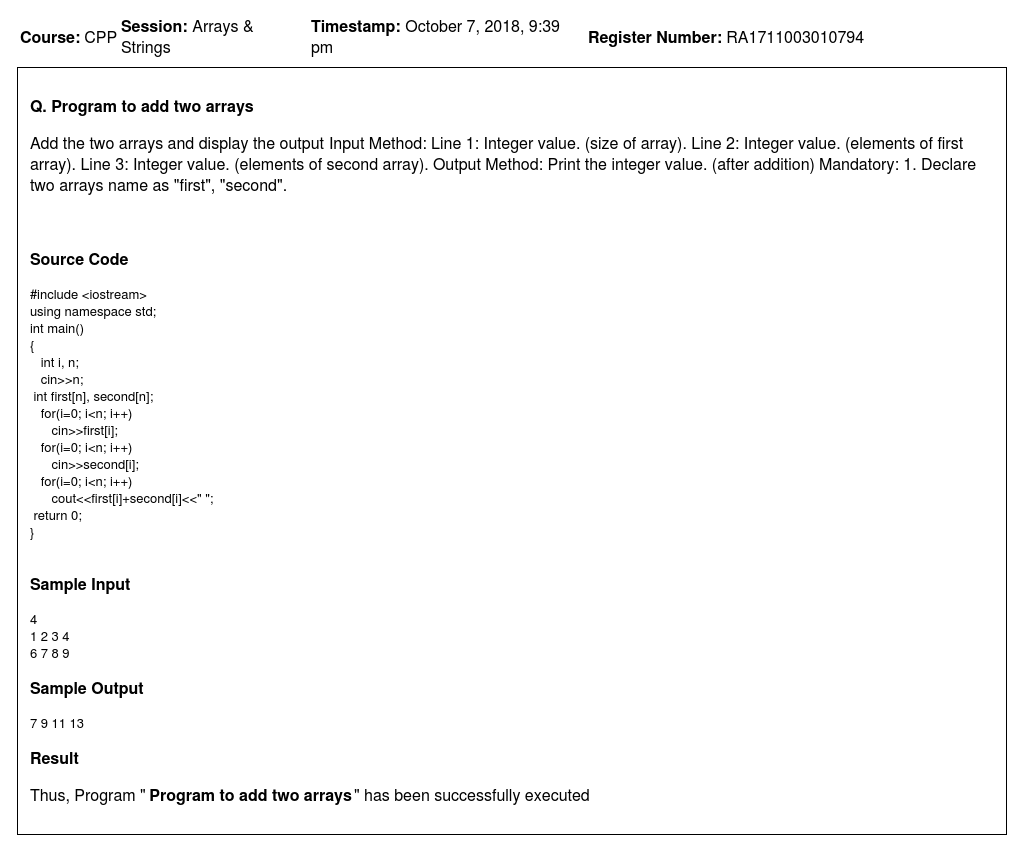 Course: CPP Session: Arrays & Strings Timestamp: October 7, 2018, 9:39 pm Register Number: RA1711003010794
Q. Program to add two arrays
Add the two arrays and display the output Input Method: Line 1: Integer value. (size of array). Line 2: Integer value. (elements of first
array). Line 3: Integer value. (elements of second array). Output Method: Print the integer value. (after addition) Mandatory: 1. Declare
two arrays name as "first", "second".
Source Code
#include <iostream>
using namespace std;
int main()
{
int i, n;
cin>>n;
int first[n], second[n];
for(i=0; i<n; i++)
cin>>first[i];
for(i=0; i<n; i++)
cin>>second[i];
for(i=0; i<n; i++)
cout<<first[i]+second[i]<<" ";
return 0;
}
Sample Input
4
1 2 3 4
6 7 8 9
Sample Output
7 9 11 13
Result
Thus, Program " Program to add two arrays" has been successfully executed